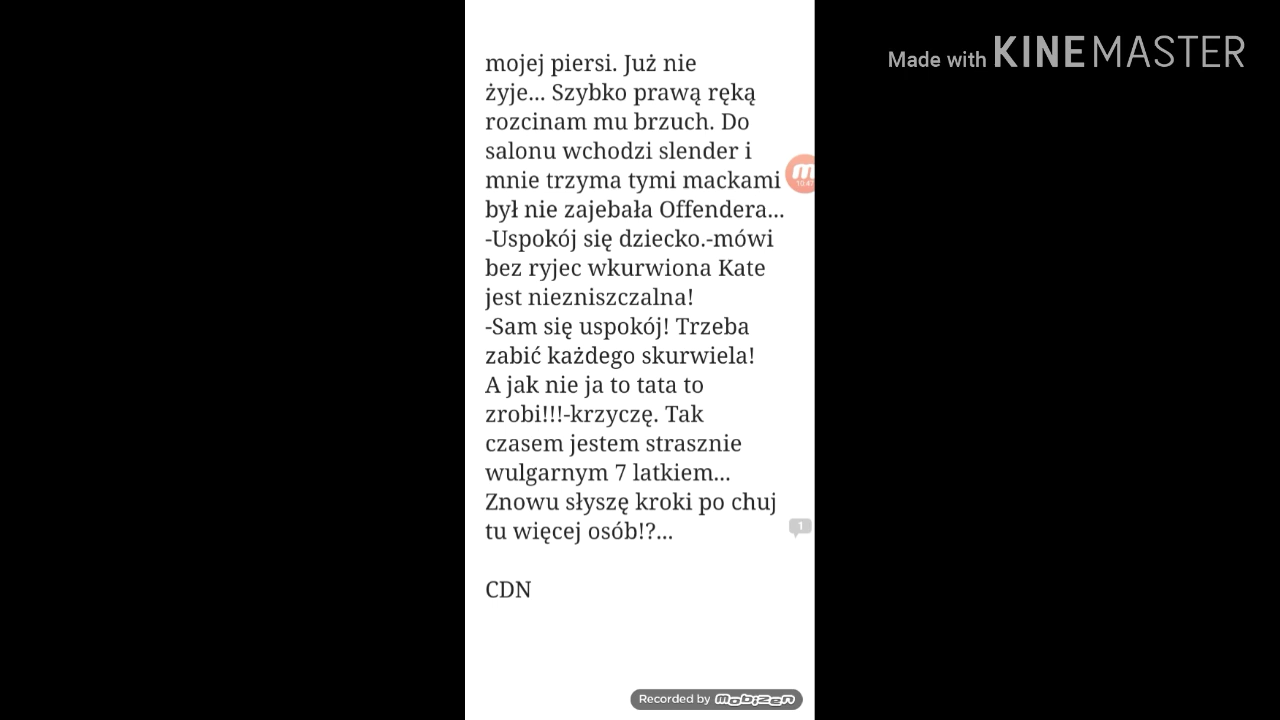 Made with KINEMASTER
mojej piersi. Już nie
żyje... Szybko prawą ręką
rozcinam mu brzuch. Do
salonu wchodzi slender i
mnie trzyma tymi mackami
był nie zajebała Offendera...
-Uspokój się dziecko.-mówi
bez ryjec wkurwiona Kate
jest niezniszczalna!
-Sam się uspokój! Trzeba
zabić każdego skurwiela!
A jak nie ja to tata to
zrobi!!!-krzyczę. Tak
czasem jestem strasznie
wulgarnym 7 latkiem...
Znowu słyszę kroki po chuj
tu więcej osób!?...
1
CDN
Recorded by mobizen